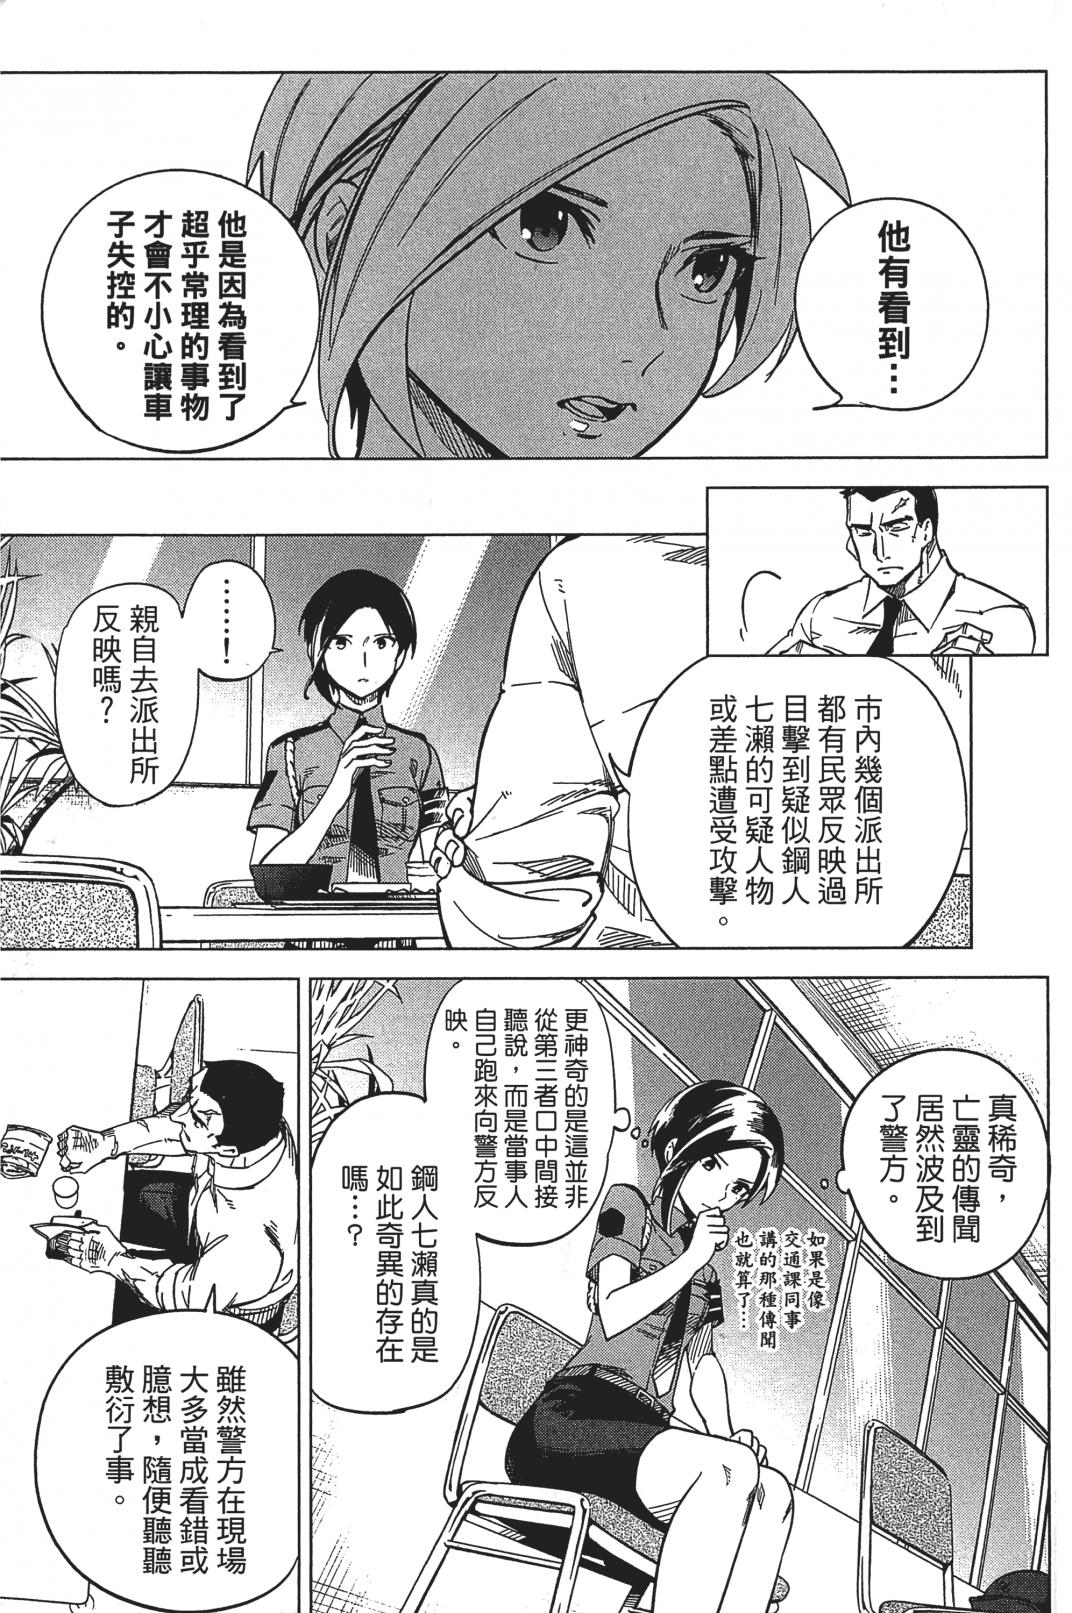 他有看到…
他是因為看到了
超乎常理的事物
才會不小心讓車
子失控的。
市內幾個派出所
都有民眾反映過
目擊到疑似鋼人
七瀨的可疑人物
或差點遭受攻擊。
……！
親自去派出所
反映嗎？
真稀奇，
亡靈的傳聞
居然波及到
了警方。
如果是像
交通課同事
講的那種傳聞
也就算了…
更神奇的是這並非
從第三者口中間接
聽說，而是當事人
自己跑來向警方反
映。
鋼人七瀨真的是
如此奇異的存在
嗎…？
雖然警方在現場
大多當成看錯或
臆想，隨便聽聽
敷衍了事。